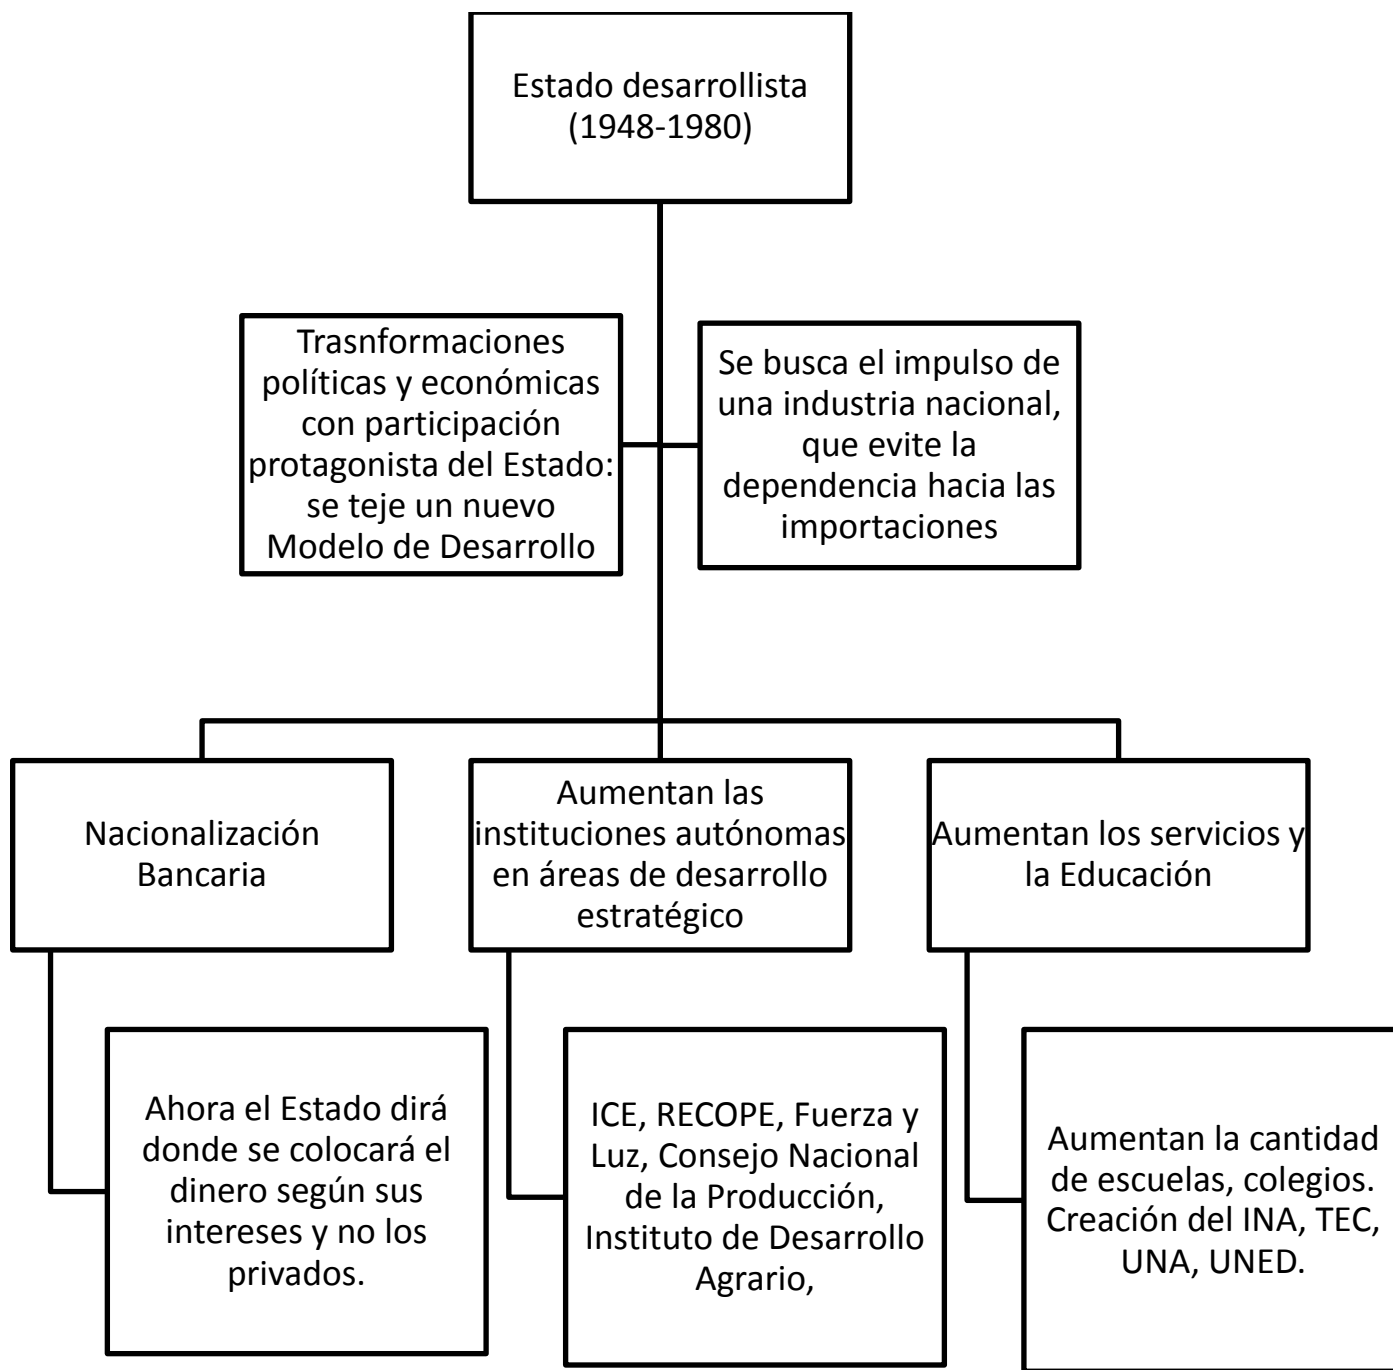 Estado desarrollista
(1948-1980)
Trasnformaciones
políticas y económicas
con participación
protagonista del Estado:
se teje un nuevo
Modelo de Desarrollo
Se busca el impulso de
una industria nacional,
que evite la
dependencia hacia las
importaciones
Nacionalización
Bancaria
Aumentan las
instituciones autónomas
en áreas de desarrollo
estratégico
Aumentan los servicios y
la Educación
Ahora el Estado dirá
donde se colocará el
dinero según sus
intereses y no los
privados.
ICE, RECOPE, Fuerza y
Luz, Consejo Nacional
de la Producción,
Instituto de Desarrollo
Agrario,
Aumentan la cantidad
de escuelas, colegios.
Creación del INA, TEC,
UNA, UNED.